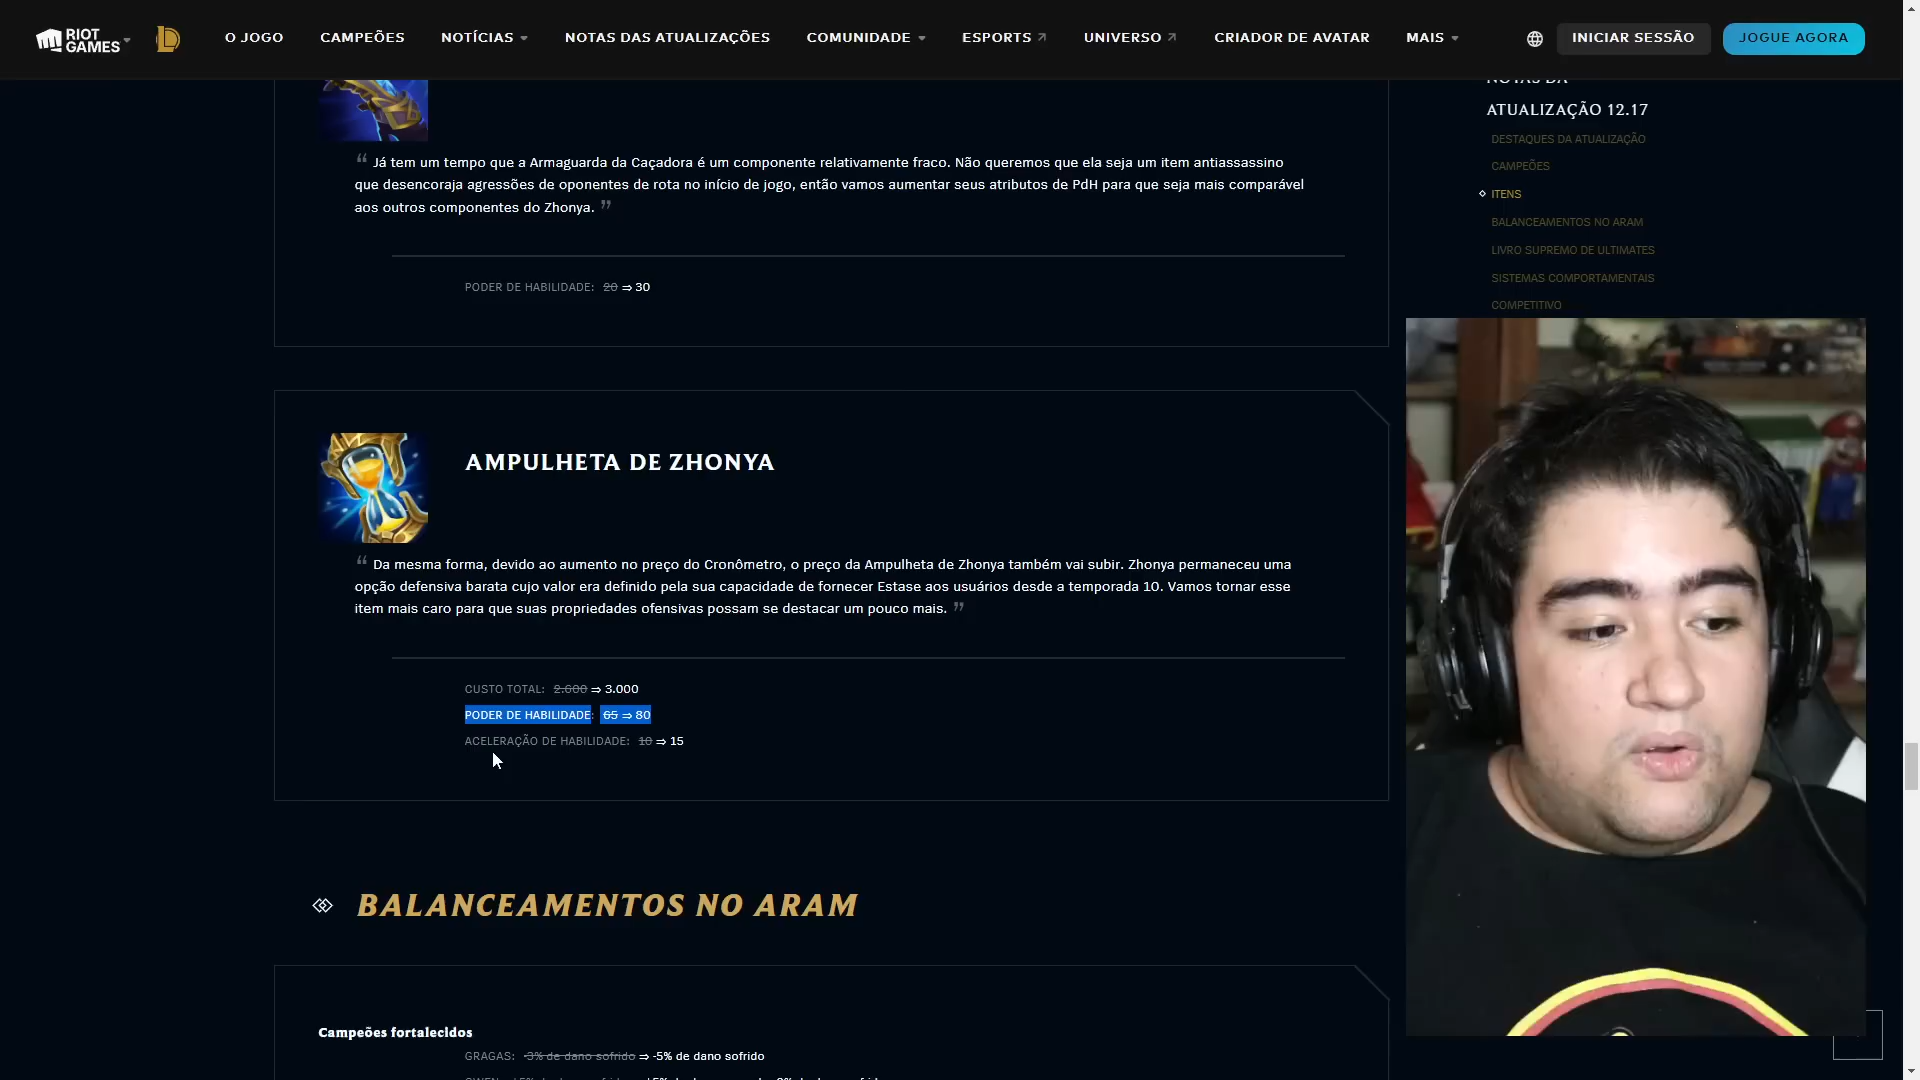 RIOT GAMES
O JOGO
CAMPEÕES
NOTÍCIAS
NOTAS DAS ATUALIZAÇÕES
COMUNIDADE
ESPORTS
UNIVERSO
CRIADOR DE AVATAR
MAIS
INICIAR SESSÃO
JOGUE AGORA
NOTAS DA
ATUALIZAÇÃO 12.17
DESTAQUES DA ATUALIZAÇÃO
CAMPEÕES
ITENS
BALANCEAMENTOS NO ARAM
LIVRO SUPREMO DE ULTIMATES
SISTEMAS COMPORTAMENTAIS
COMPETITIVO
“ Já tem um tempo que a Armaguarda da Caçadora é um componente relativamente fraco. Não queremos que ela seja um item antiassassino
que desencoraja agressões de oponentes de rota no início de jogo, então vamos aumentar seus atributos de PdH para que seja mais comparável
aos outros componentes do Zhonya. ”
PODER DE HABILIDADE: 20 ⇒ 30
AMPULHETA DE ZHONYA
“ Da mesma forma, devido ao aumento no preço do Cronômetro, o preço da Ampulheta de Zhonya também vai subir. Zhonya permaneceu uma
opção defensiva barata cujo valor era definido pela sua capacidade de fornecer Estase aos usuários desde a temporada 10. Vamos tornar esse
item mais caro para que suas propriedades ofensivas possam se destacar um pouco mais. ”
CUSTO TOTAL: 2.600 ⇒ 3.000
PODER DE HABILIDADE: 65 ⇒ 80
ACELERAÇÃO DE HABILIDADE: 10 ⇒ 15
BALANCEAMENTOS NO ARAM
Campeões fortalecidos
GRAGAS: -3% de dano sofrido ⇒ -5% de dano sofrido